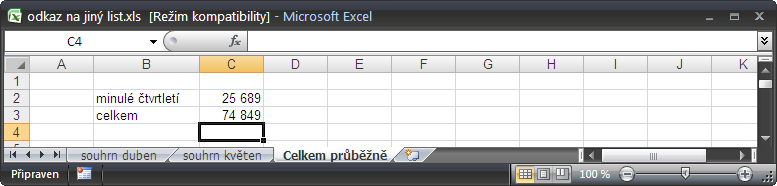 odkaz na jiný list.xls [Režim kompatibility] - Microsoft Excel
C4 fx
A B C D E F G H I J K
1
2 minulé čtvrtletí 25 689
3 celkem 74 849
4
5
souhrn duben souhrn květen Celkem průběžně
Připraven 100 %